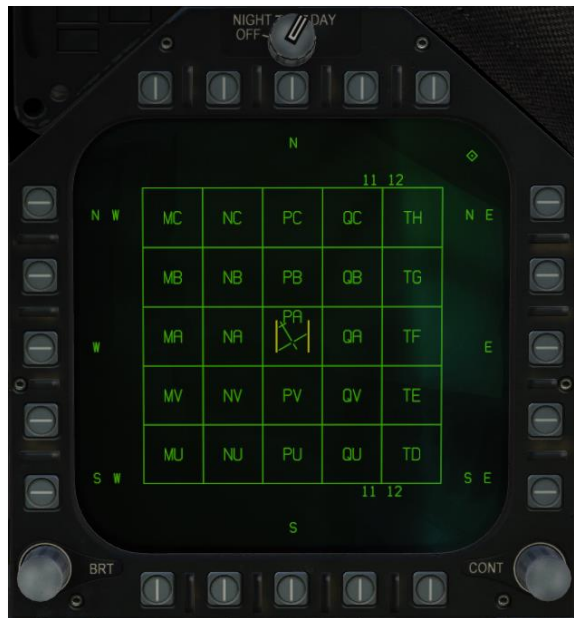 NIGHT DAY
OFF
N
11 12
N W MC NC PC QC TH N E
MB NB PB QB TG
W MA NA PA QA TF E
MV NV PV QV TE
S W MU NU PU QU TD S E
11 12
S
BRT CONT